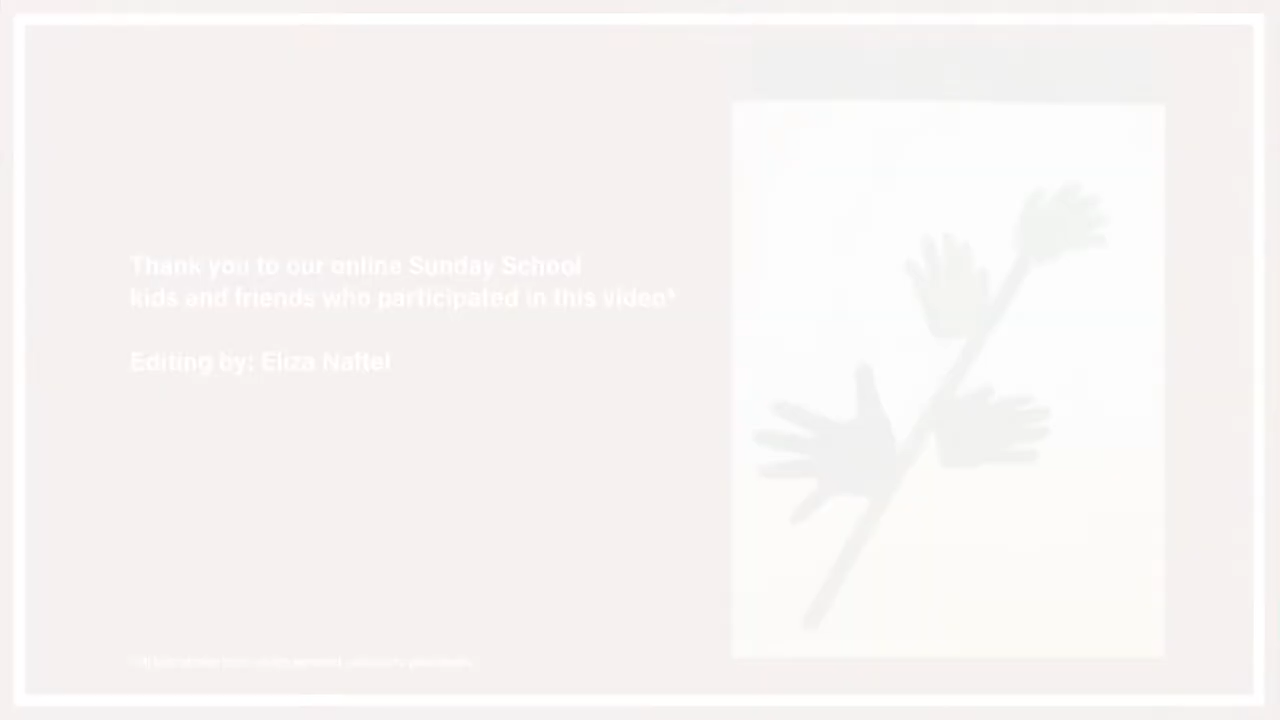 Thank you to our online Sunday School
kids and friends who participated in this video*
Editing by: Eliza Naftel